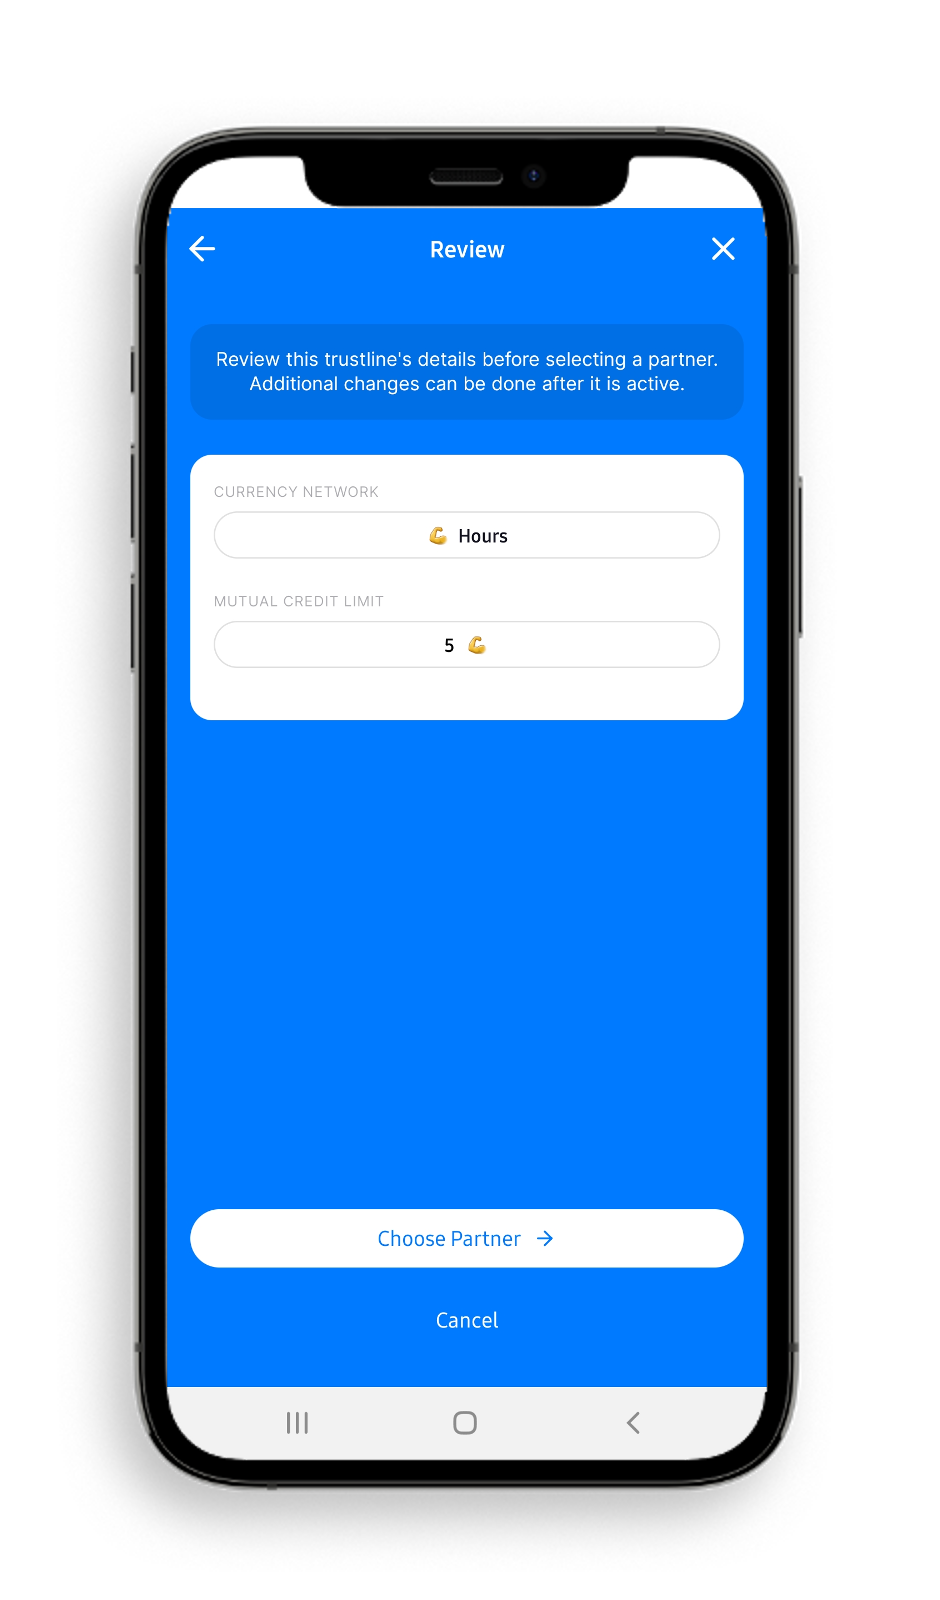 Review
Review this trustline's details before selecting a partner.
Additional changes can be done after it is active.
CURRENCY NETWORK
💪 Hours
MUTUAL CREDIT LIMIT
5 💪
Choose Partner →
Cancel